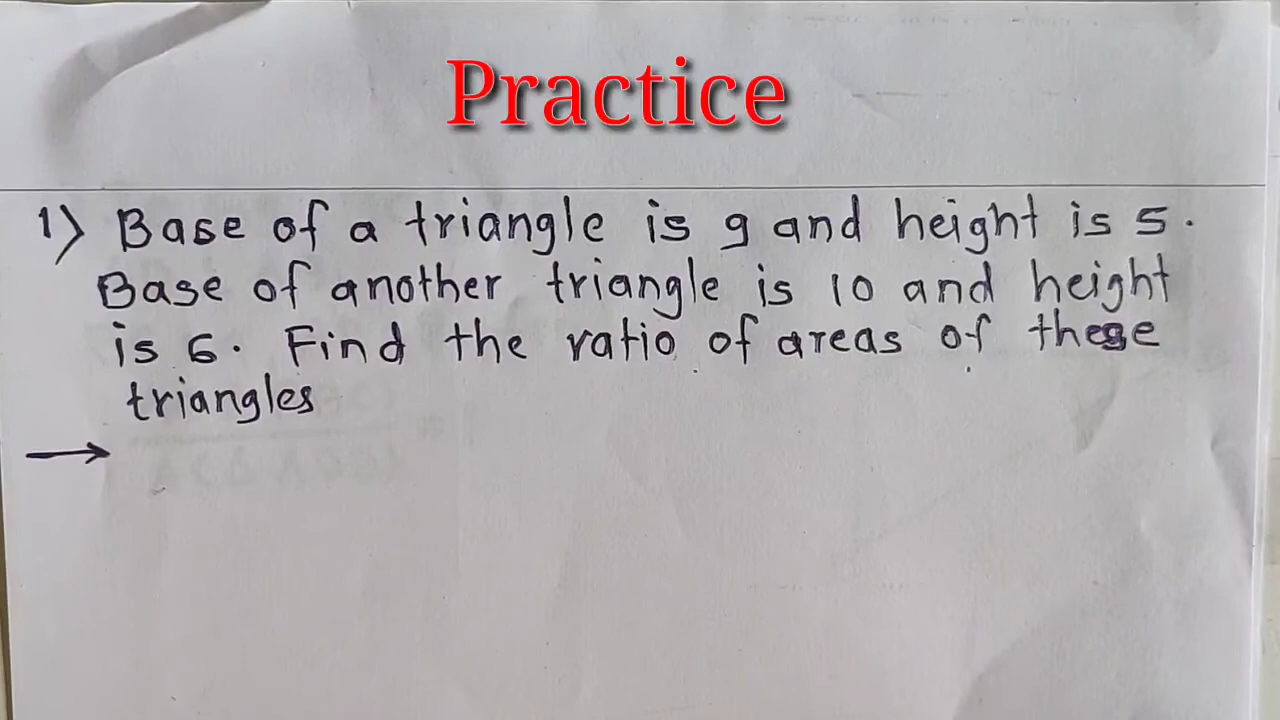 Practice
1) Base of a triangle is 9 and height is 5.
Base of another triangle is 10 and height
is 6. Find the ratio of areas of these
triangles
→